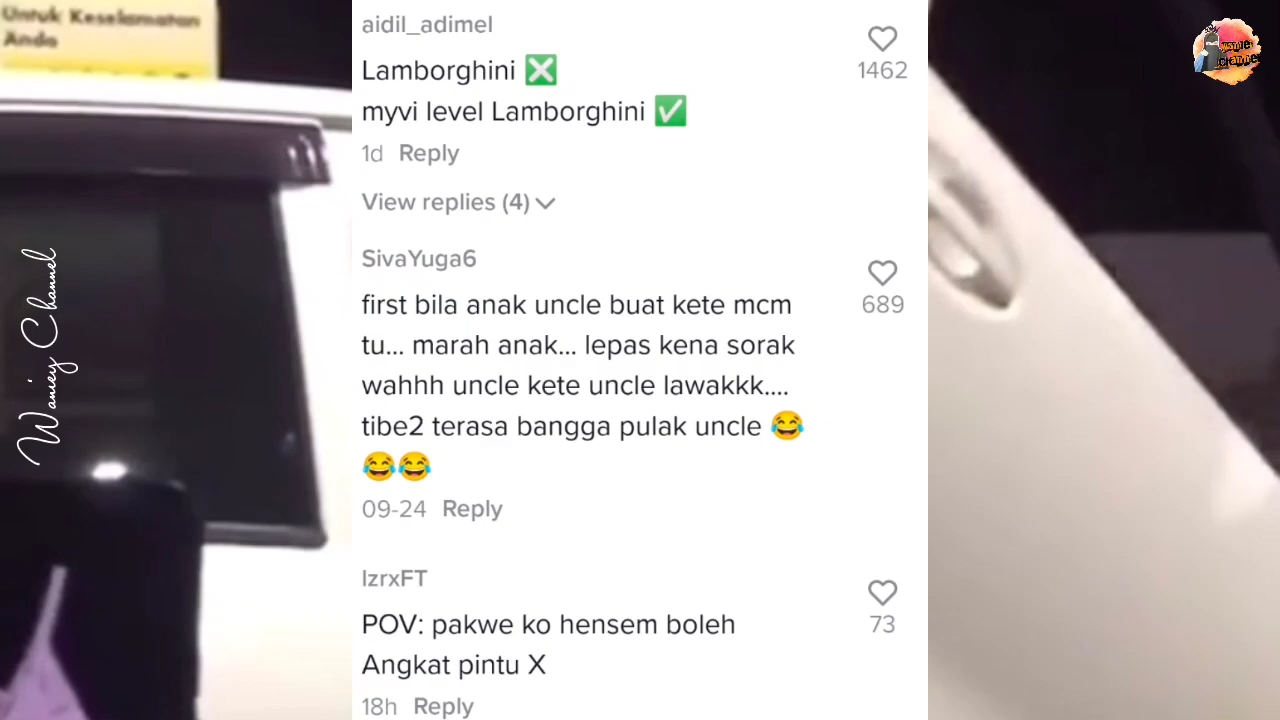 Untuk Keselamatan
Anda
Waniey Channel
aidil_adimel
Lamborghini ❎
myvi level Lamborghini ✅
1462
1d Reply
View replies (4)
SivaYuga6
first bila anak uncle buat kete mcm
tu... marah anak... lepas kena sorak
wahhh uncle kete uncle lawakkk....
tibe2 terasa bangga pulak uncle 😂
😂😂
689
09-24 Reply
IzrxFT
POV: pakwe ko hensem boleh
Angkat pintu X
73
18h Reply